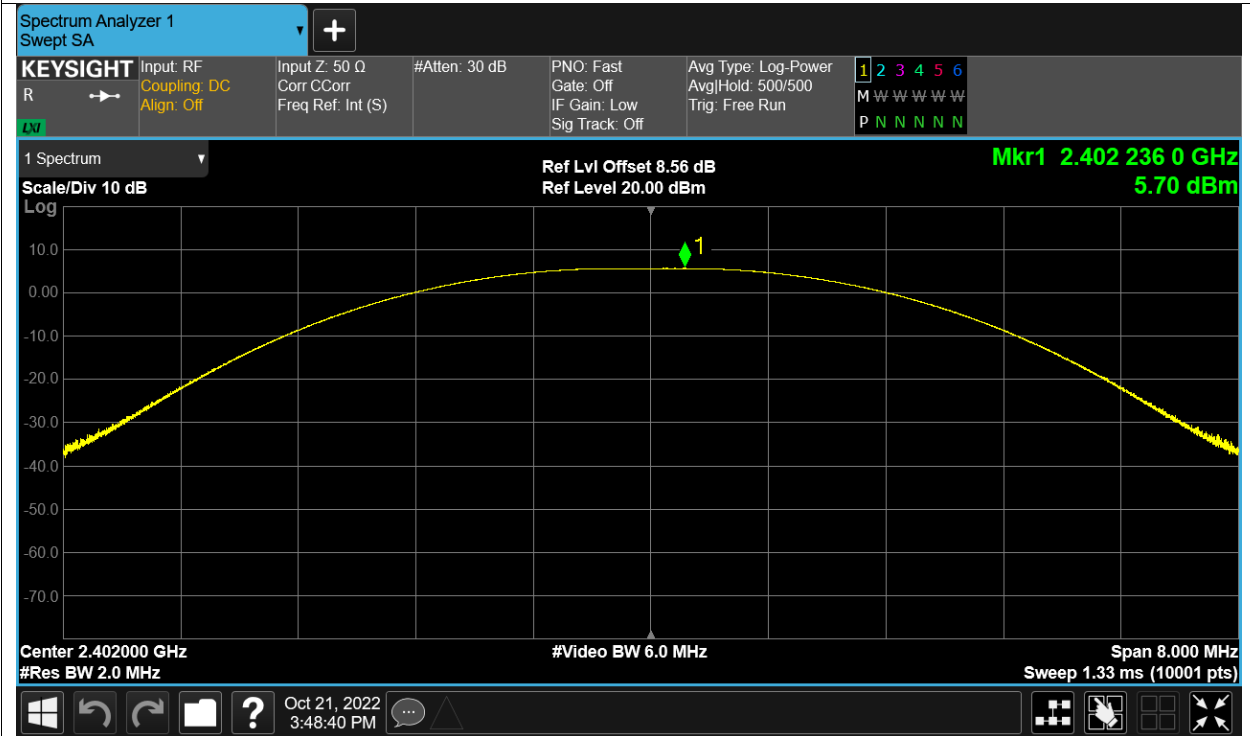 Spectrum Analyzer 1
Swept SA
KEYSIGHT
R
LXI
Input: RF
Coupling: DC
Align: Off
Input Z: 50 Ω
Corr CCorr
Freq Ref: Int (S)
#Atten: 30 dB
PNO: Fast
Gate: Off
IF Gain: Low
Sig Track: Off
Avg Type: Log-Power
Avg|Hold: 500/500
Trig: Free Run
1 2 3 4 5 6
M W W W W W
P N N N N N
1 Spectrum
Scale/Div 10 dB
Log
Ref Lvl Offset 8.56 dB
Ref Level 20.00 dBm
Mkr1 2.402 236 0 GHz
5.70 dBm
1
10.0
0.00
-10.0
-20.0
-30.0
-40.0
-50.0
-60.0
-70.0
Center 2.402000 GHz
#Video BW 6.0 MHz
Span 8.000 MHz
#Res BW 2.0 MHz
Sweep 1.33 ms (10001 pts)
?
Oct 21, 2022
3:48:40 PM